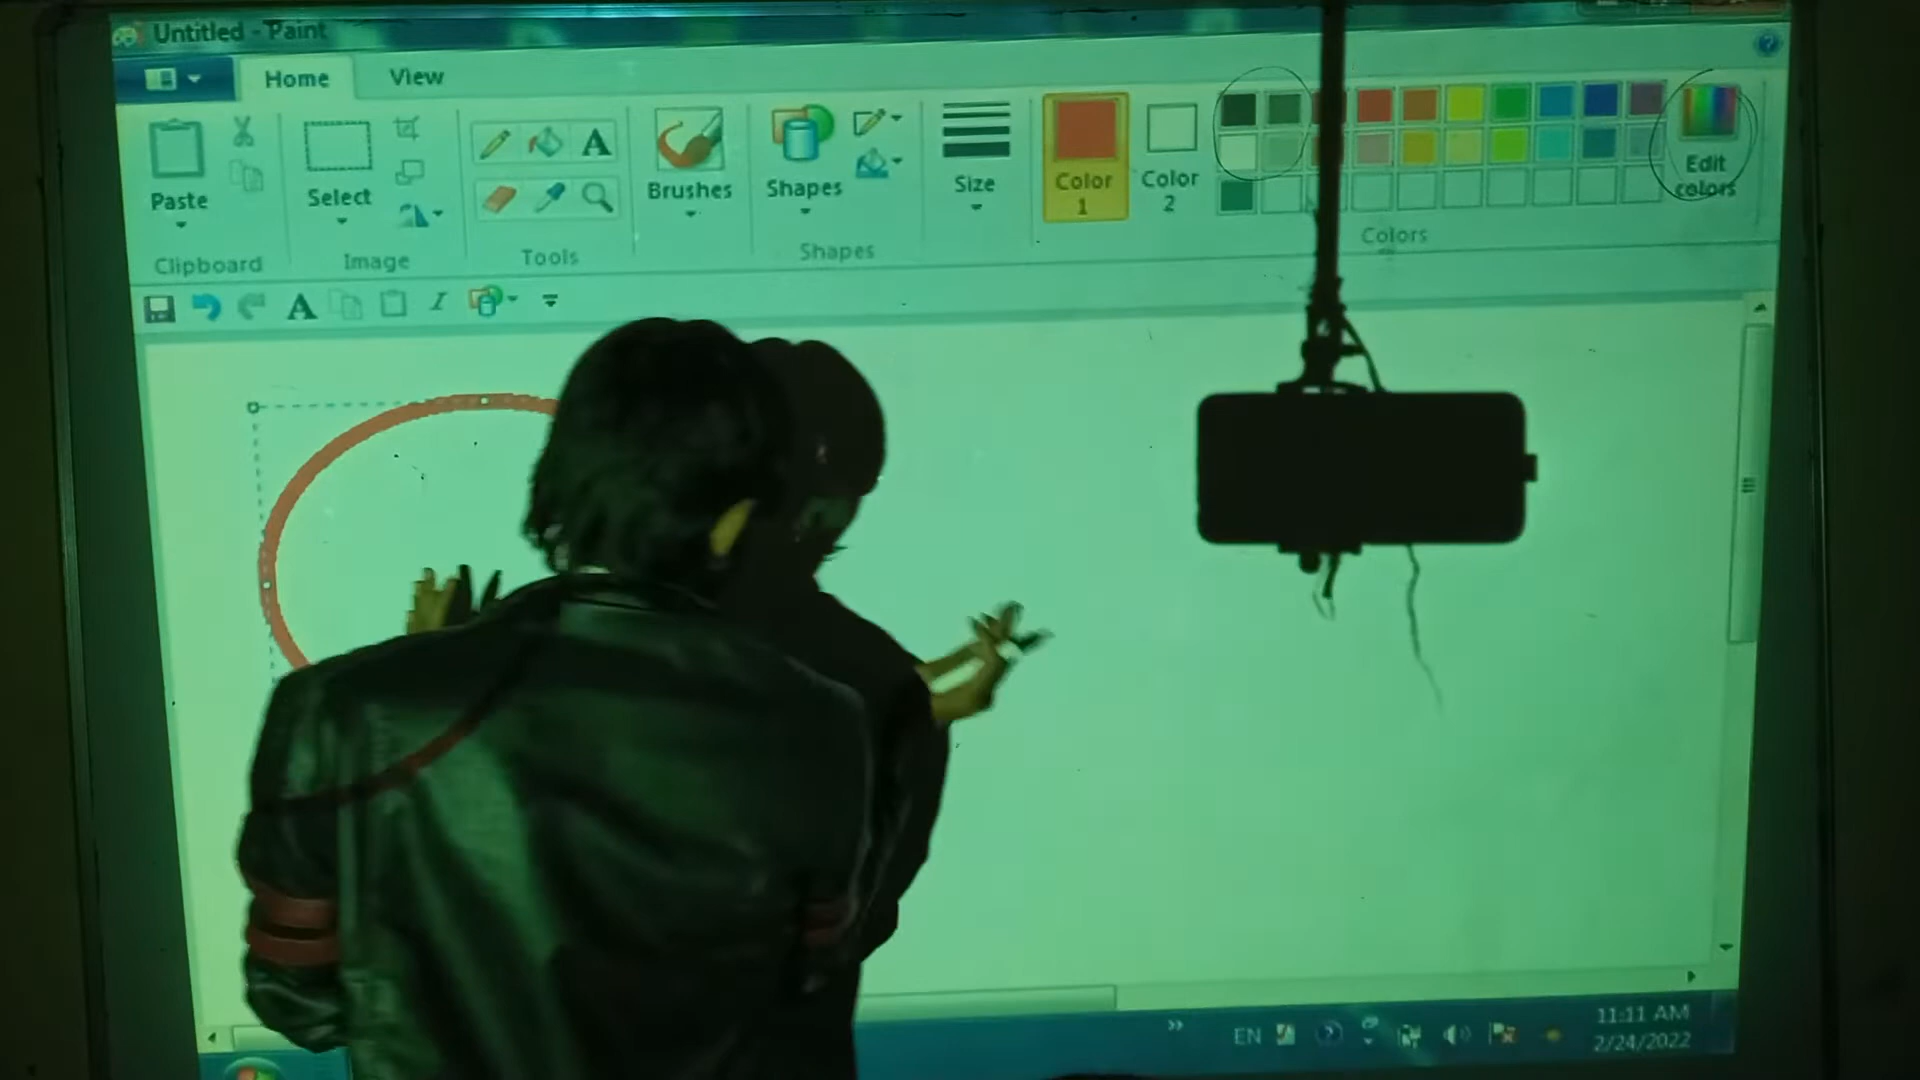 Untitled - Paint
Home View
Paste
Select
A
Brushes
Shapes
Size
Color 1
Color 2
Edit colors
Clipboard
Image
Tools
Shapes
Colors
A I
EN
11:11 AM
2/24/2022